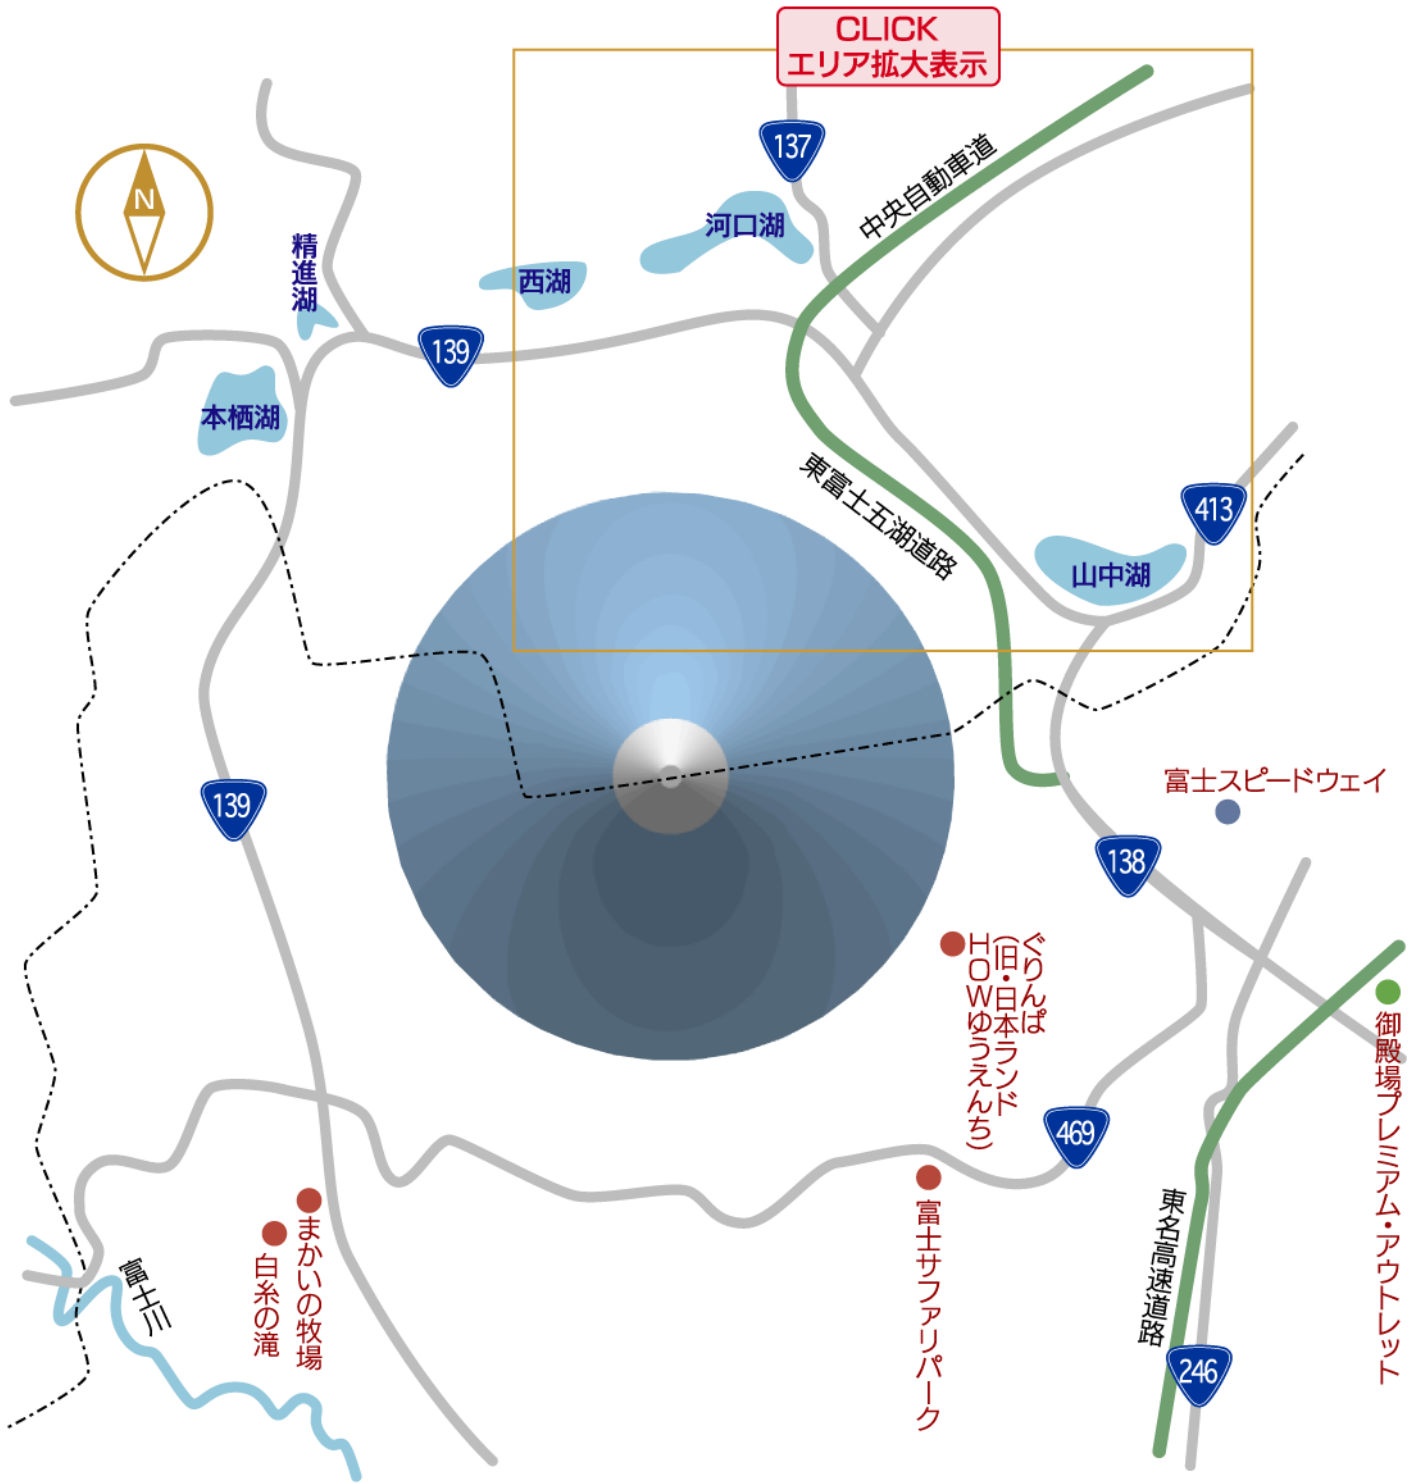 CLICK
エリア拡大表示
137
中央自動車道
N
河口湖
精進湖
西湖
139
本栖湖
東富士五湖道路
413
山中湖
富士スピードウェイ
139
138
ぐりんぱ
(旧・日本ランド
HOWゆうえんち)
御殿場プレミアム・アウトレット
469
富士サファリパーク
東名高速道路
まかいの牧場
白糸の滝
富士川
246